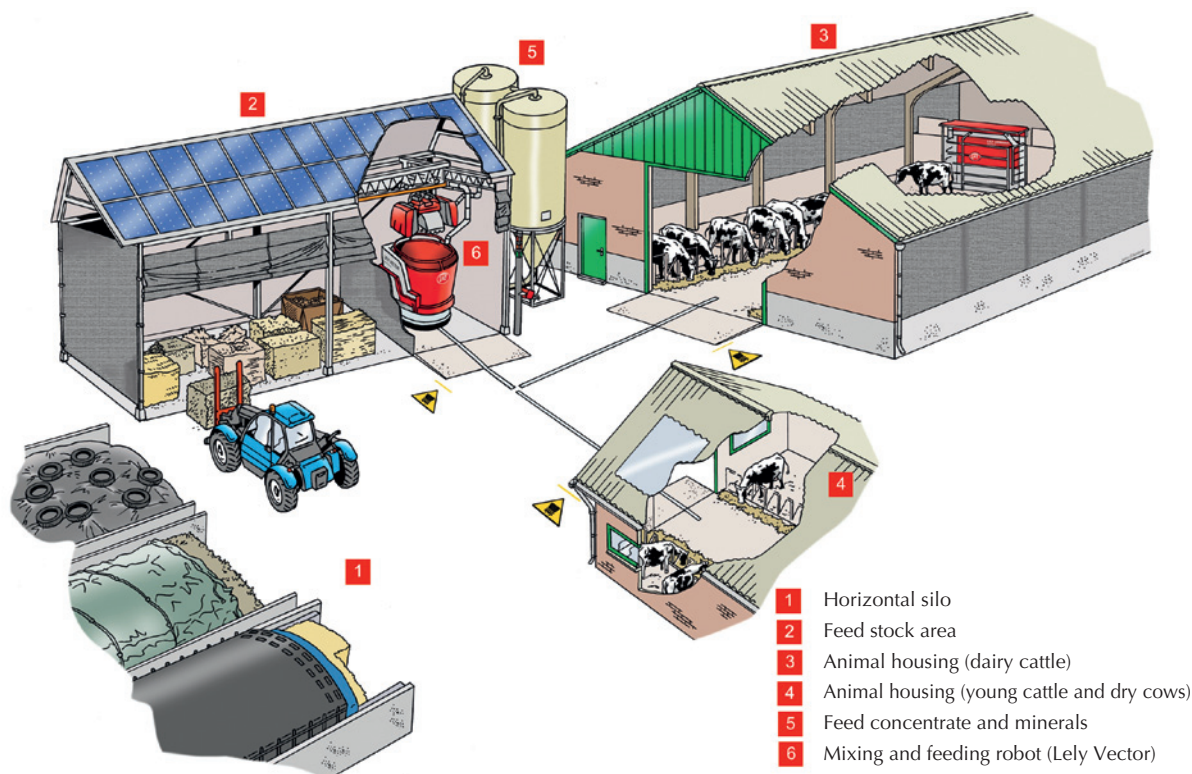 3
5
2
6
4
1
1 Horizontal silo
2 Feed stock area
3 Animal housing (dairy cattle)
4 Animal housing (young cattle and dry cows)
5 Feed concentrate and minerals
6 Mixing and feeding robot (Lely Vector)